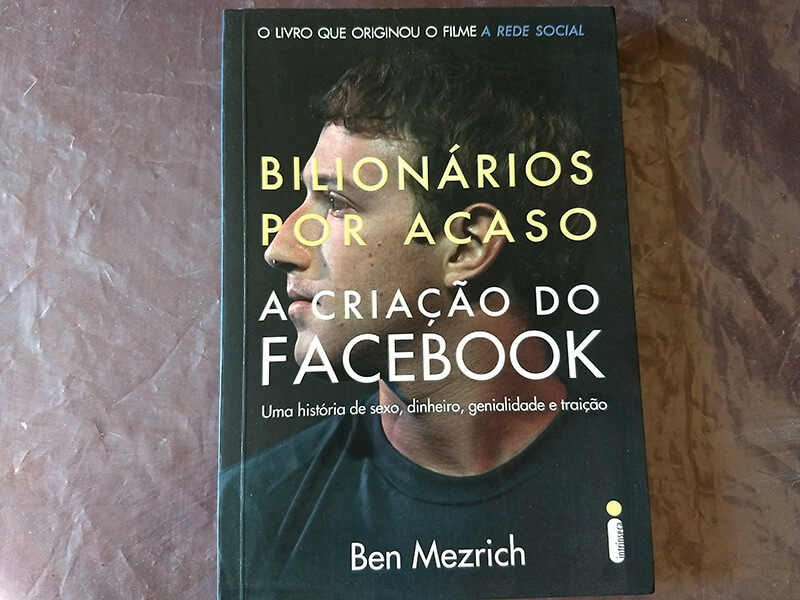 O LIVRO QUE ORIGINOU O FILME A REDE SOCIAL
BILIONÁRIOS
POR ACASO
A CRIAÇÃO DO
FACEBOOK
Uma história de sexo, dinheiro, genialidade e traição
Ben Mezrich
intrínseca